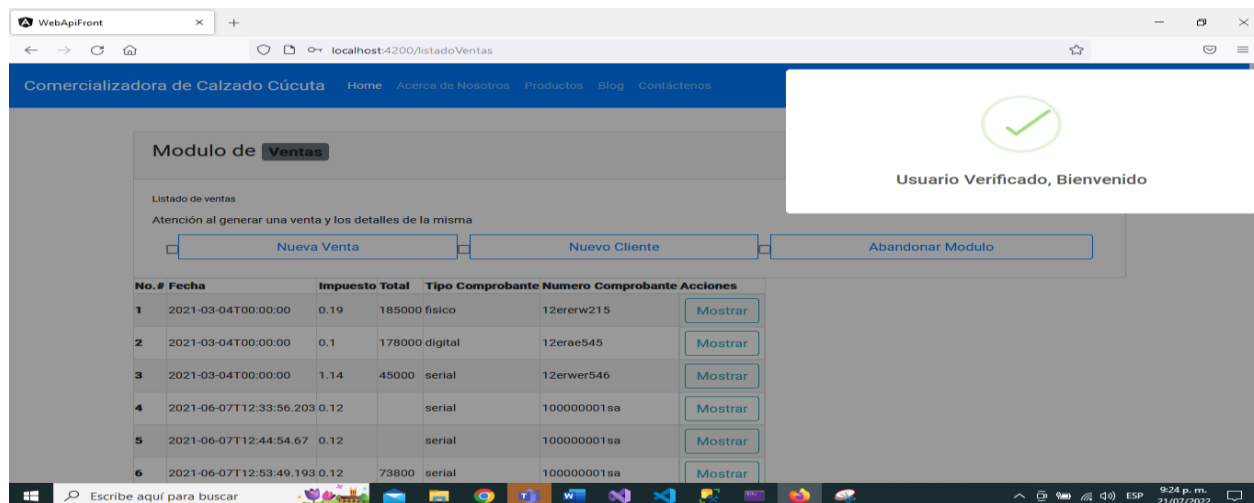 WebApiFront
localhost:4200/listadoVentas
Comercializadora de Calzado Cúcuta Home Acerca de Nosotros Productos Blog Contáctenos
Usuario Verificado, Bienvenido
Modulo de Ventas
Listado de ventas
Atención al generar una venta y los detalles de la misma
Nueva Venta Nuevo Cliente Abandonar Modulo
No.# Fecha Impuesto Total Tipo Comprobante Numero Comprobante Acciones
1 2021-03-04T00:00:00 0.19 185000 fisico 12ererw215 Mostrar
2 2021-03-04T00:00:00 0.1 178000 digital 12erae545 Mostrar
3 2021-03-04T00:00:00 1.14 45000 serial 12erwer546 Mostrar
4 2021-06-07T12:33:56.203 0.12 serial 100000001sa Mostrar
5 2021-06-07T12:44:54.67 0.12 serial 100000001sa Mostrar
6 2021-06-07T12:53:49.193 0.12 73800 serial 100000001sa Mostrar
Escribe aquí para buscar
ESP
9:24 p. m.
21/07/2022